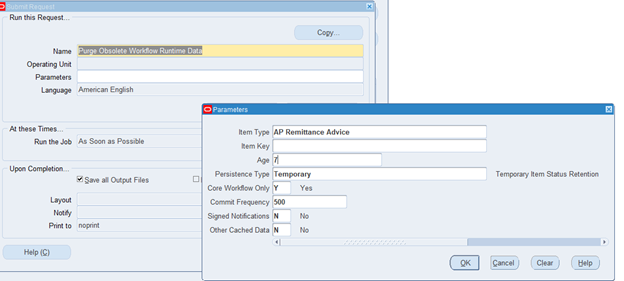 Submit Request
Run this Request...
Copy...
Name Purge Obsolete Workflow Runtime Data
Operating Unit
Parameters
Language American English
At these Times...
Run the Job As Soon as Possible
Upon Completion...
Save all Output Files
Layout
Notify
Print to noprint
Help (C)
Parameters
Item Type AP Remittance Advice
Item Key
Age 7
Persistence Type Temporary Temporary Item Status Retention
Core Workflow Only Y Yes
Commit Frequency 500
Signed Notifications N No
Other Cached Data N No
OK Cancel Clear Help